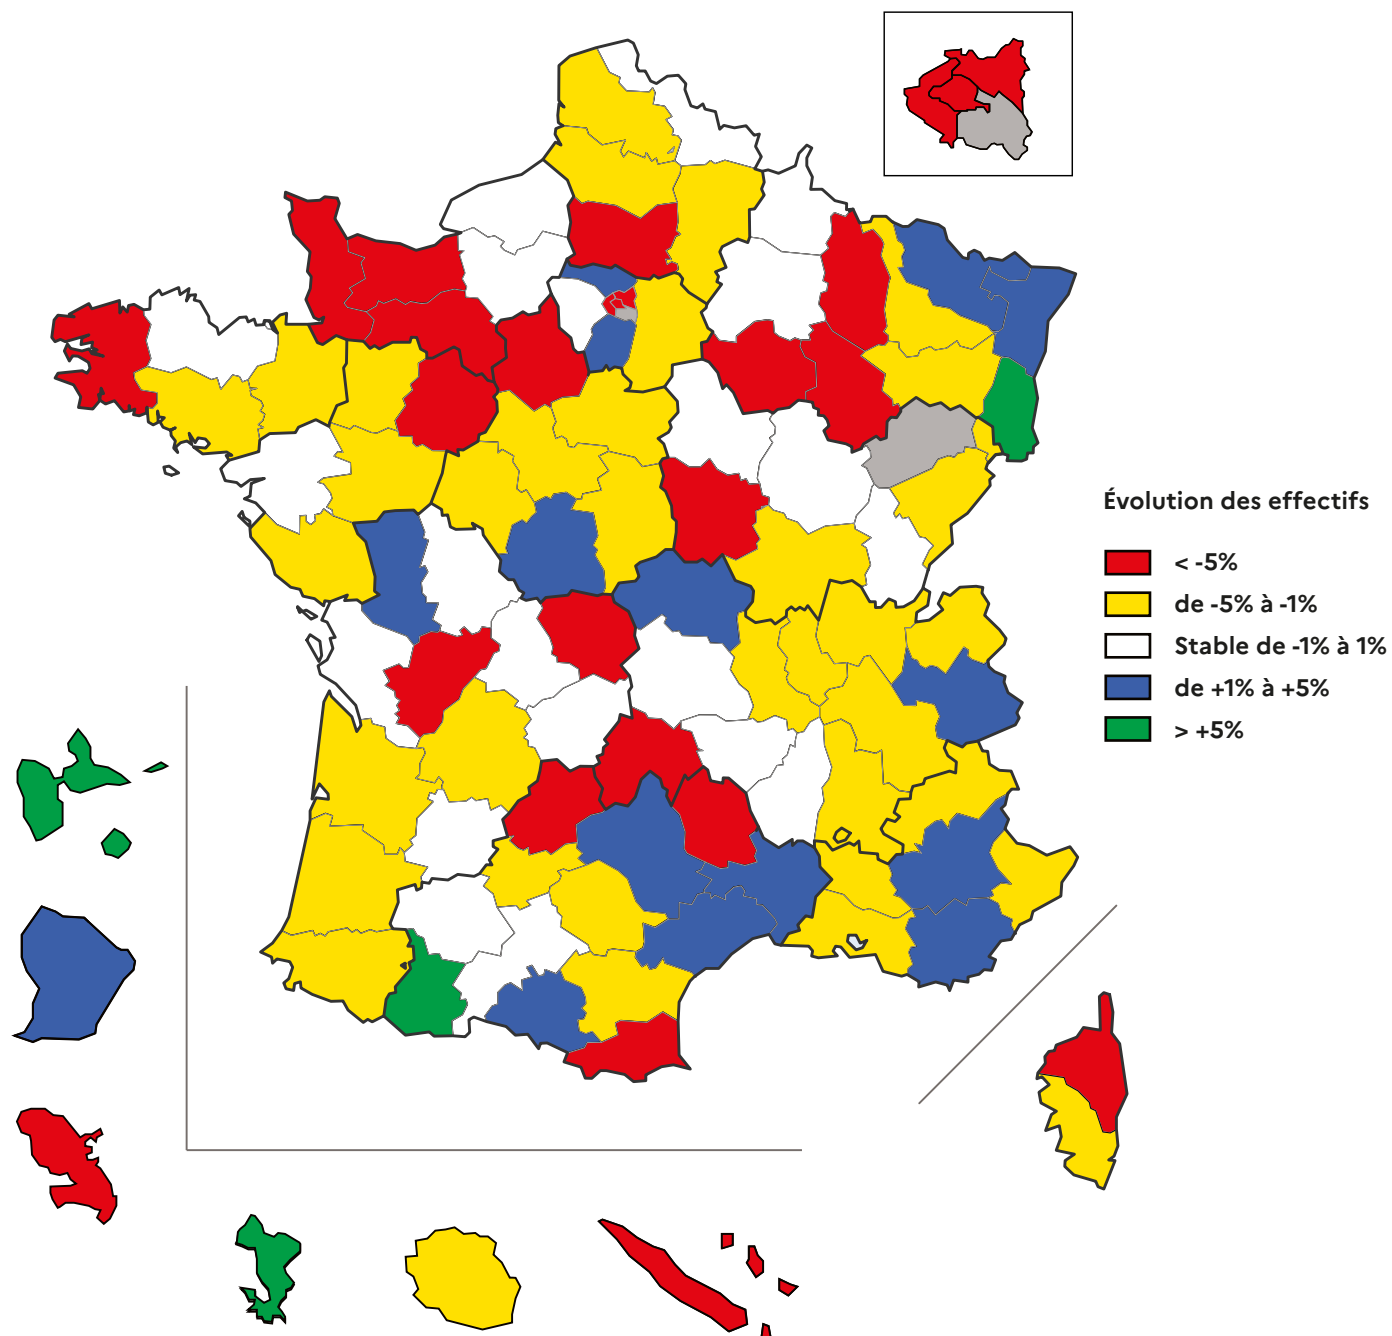 Évolution des effectifs
< -5%
de -5% à -1%
Stable de -1% à 1%
de +1% à +5%
> +5%